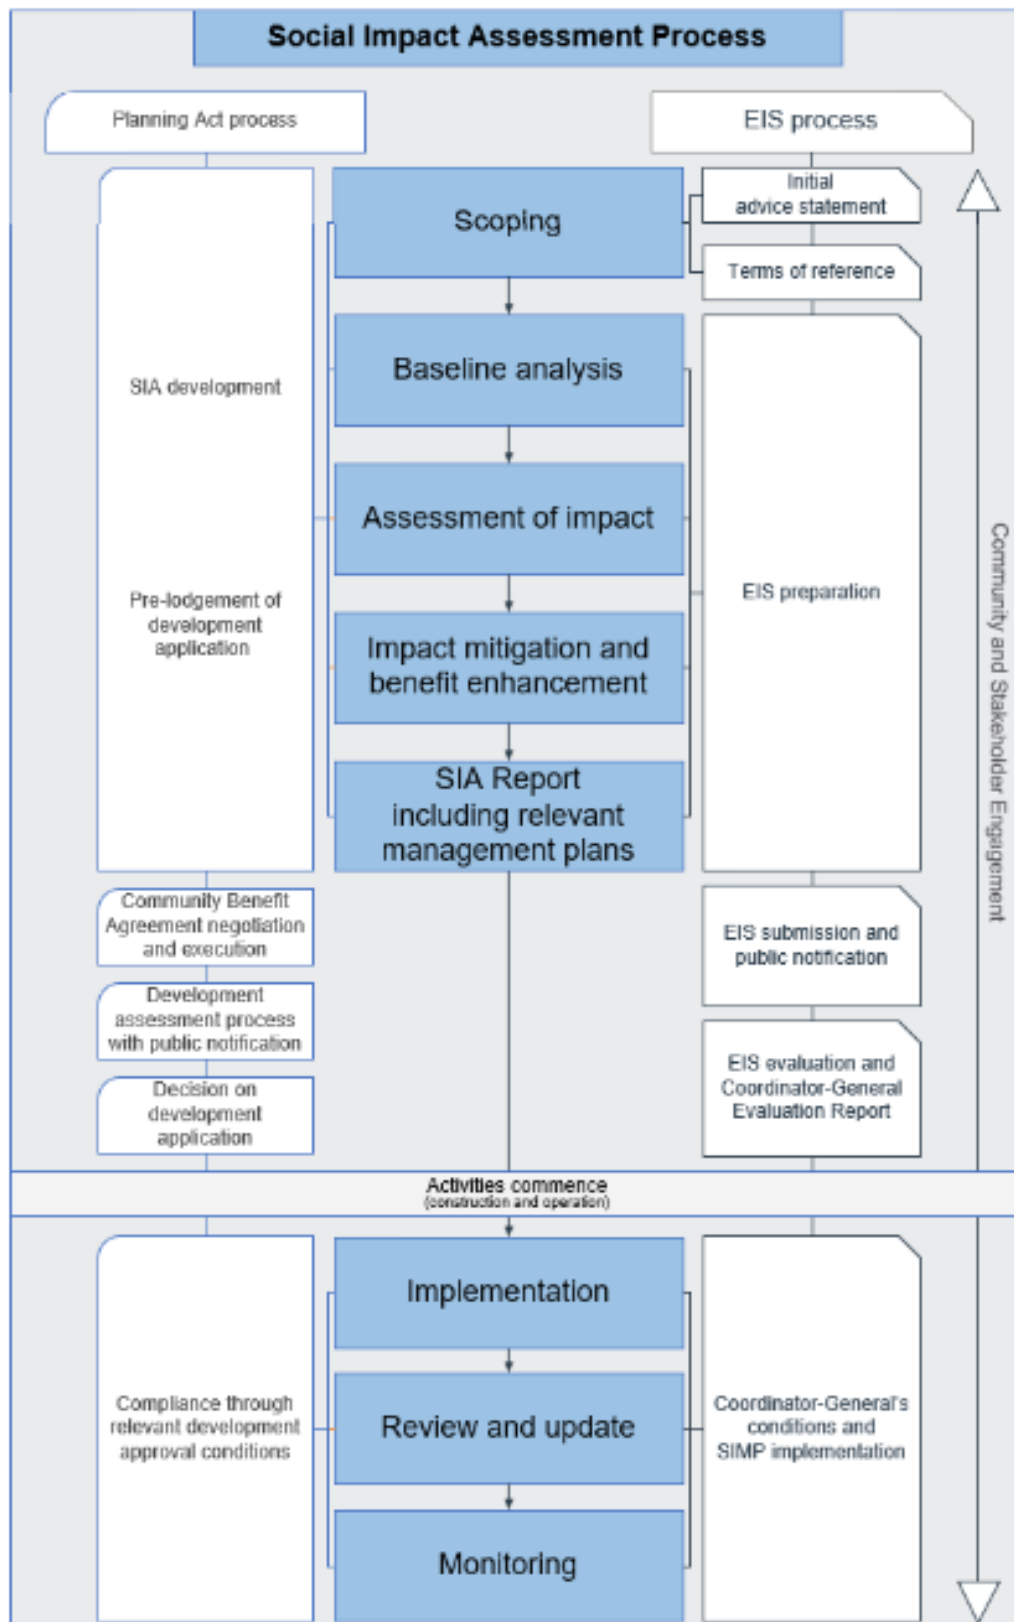 Social Impact Assessment Process
Planning Act process
EIS process
Scoping
Initial
advice statement
Terms of reference
Baseline analysis
SIA development
Assessment of impact
Pre-lodgement of
development
application
EIS preparation
Impact mitigation and
benefit enhancement
SIA Report
including relevant
management plans
Community and Stakeholder Engagement
Community Benefit
Agreement negotiation
and execution
EIS submission and
public notification
Development
assessment process
with public notification
EIS evaluation and
Coordinator-General
Evaluation Report
Decision on
development
application
Activities commence
(construction and operation)
Implementation
Compliance through
relevant development
approval conditions
Review and update
Coordinator-General's
conditions and
SIMP implementation
Monitoring